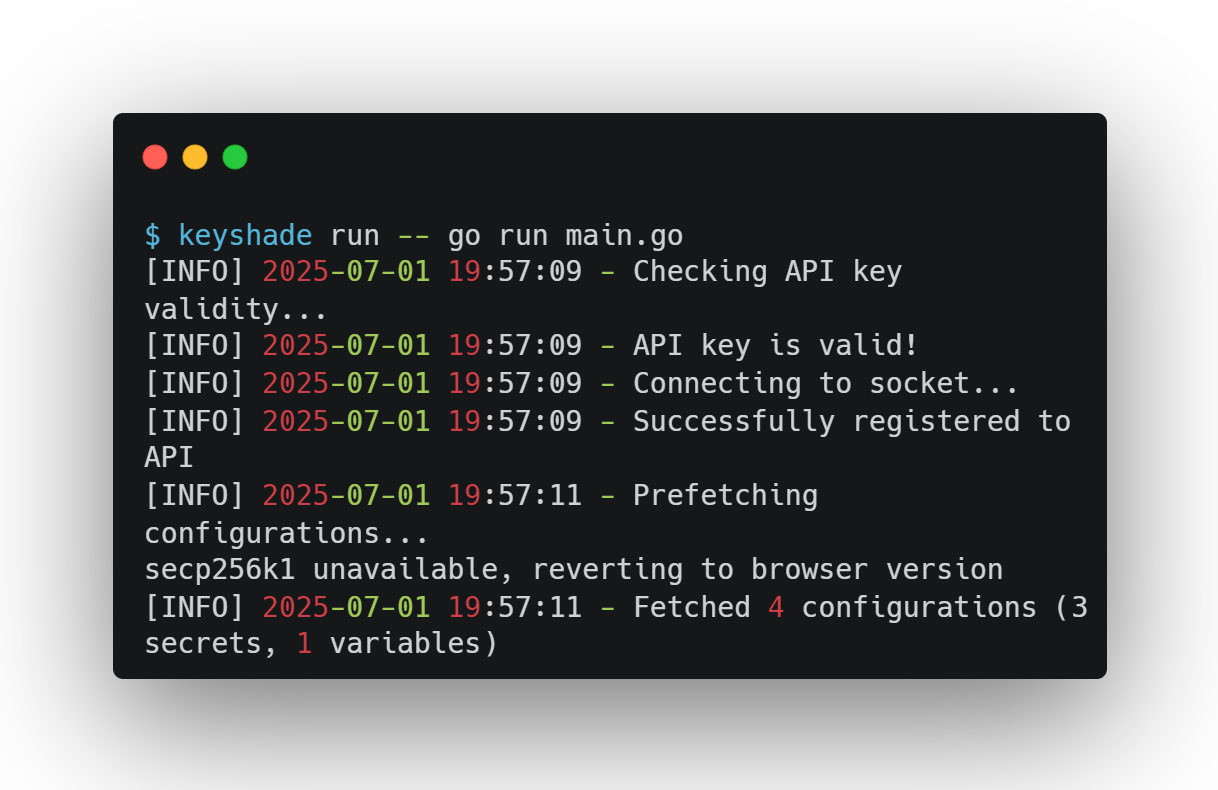 $ keyshade run -- go run main.go
[INFO] 2025-07-01 19:57:09 - Checking API key
validity...
[INFO] 2025-07-01 19:57:09 - API key is valid!
[INFO] 2025-07-01 19:57:09 - Connecting to socket...
[INFO] 2025-07-01 19:57:09 - Successfully registered to
API
[INFO] 2025-07-01 19:57:11 - Prefetching
configurations...
secp256k1 unavailable, reverting to browser version
[INFO] 2025-07-01 19:57:11 - Fetched 4 configurations (3
secrets, 1 variables)